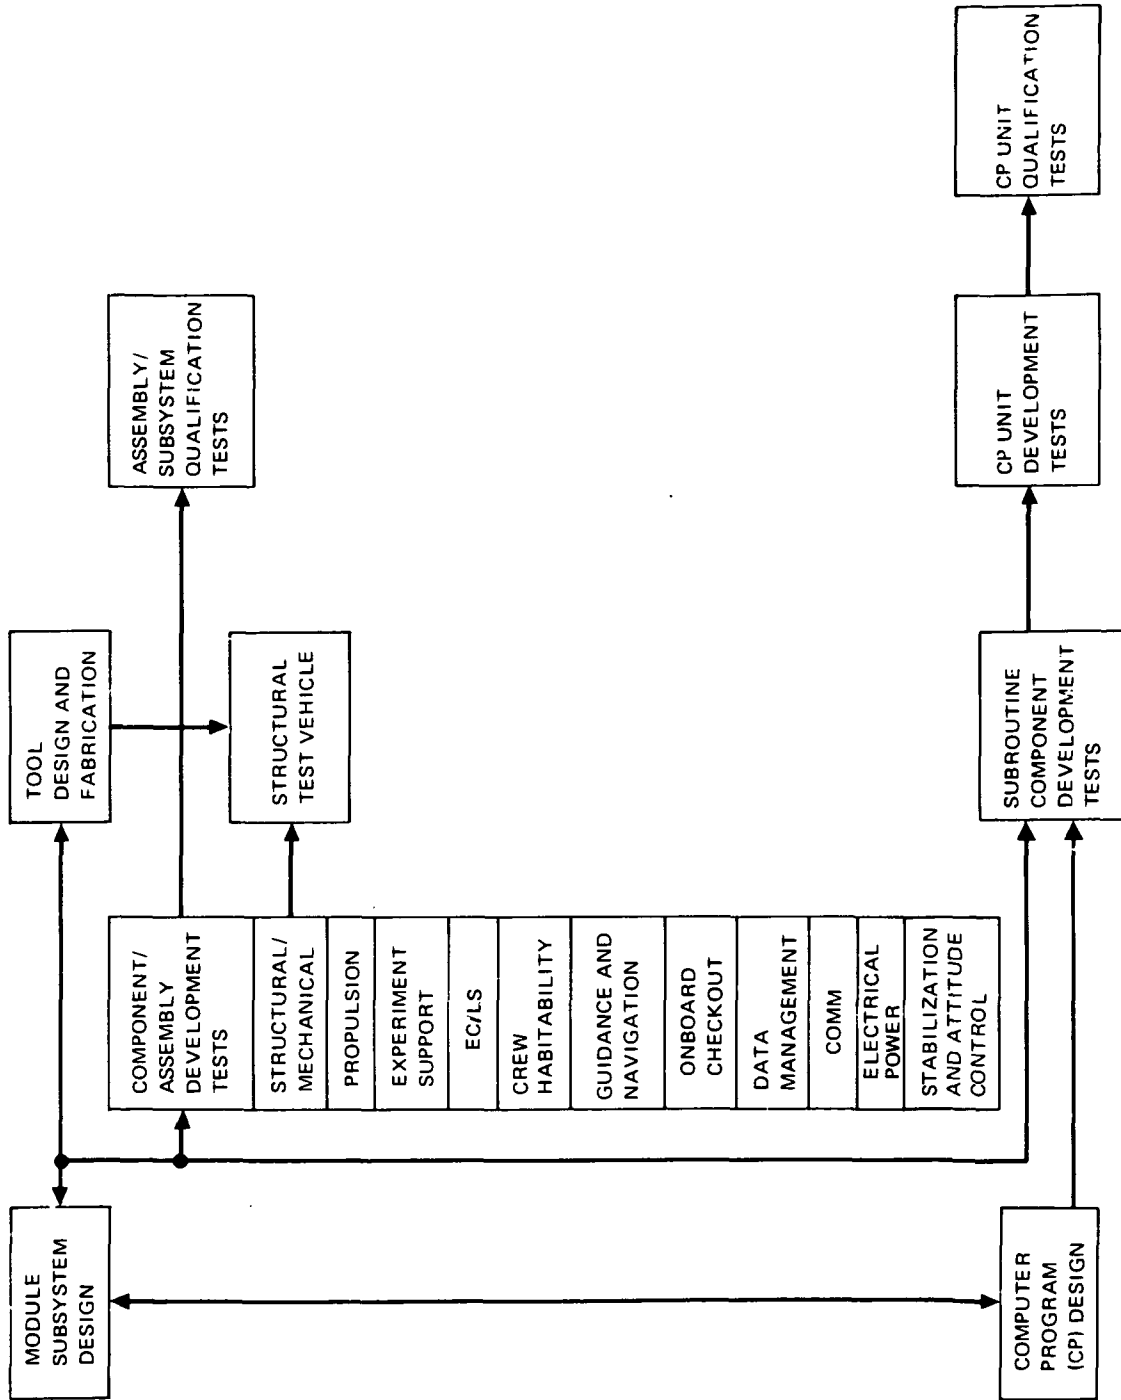 MODULE
SUBSYSTEM
DESIGN
TOOL
DESIGN AND
FABRICATION
COMPONENT/
ASSEMBLY
DEVELOPMENT
TESTS
STRUCTURAL/
MECHANICAL
PROPULSION
EXPERIMENT
SUPPORT
EC/LS
CREW
HABITABILITY
GUIDANCE AND
NAVIGATION
ONBOARD
CHECKOUT
DATA
MANAGEMENT
COMM
ELECTRICAL
POWER
STABILIZATION
AND ATTITUDE
CONTROL
ASSEMBLY/
SUBSYSTEM
QUALIFICATION
TESTS
STRUCTURAL
TEST VEHICLE
COMPUTER
PROGRAM
(CP) DESIGN
SUBROUTINE
COMPONENT
DEVELOPMENT
TESTS
CP UNIT
DEVELOPMENT
TESTS
CP UNIT
QUALIFICATION
TESTS